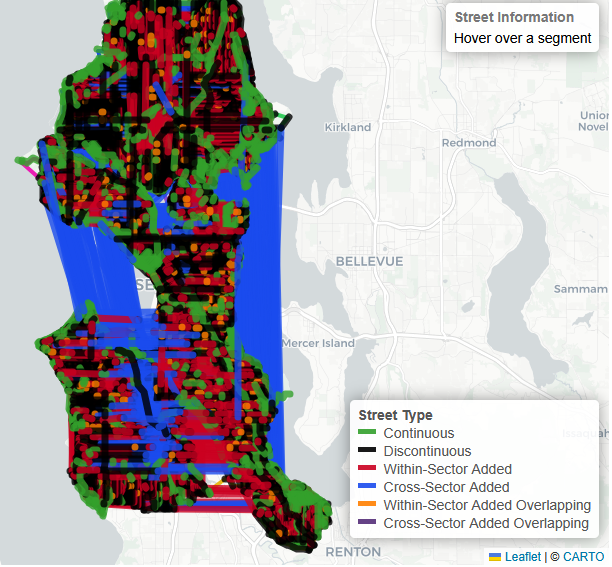 Street Information
Hover over a segment
Kirkland
Redmond
Union
BELLEVUE
SE
Sammam
Mercer Island
Street Type
Continuous
Discontinuous
Within-Sector Added
Cross-Sector Added
Within-Sector Added Overlapping
Cross-Sector Added Overlapping
RENTON
Leaflet | © CARTO